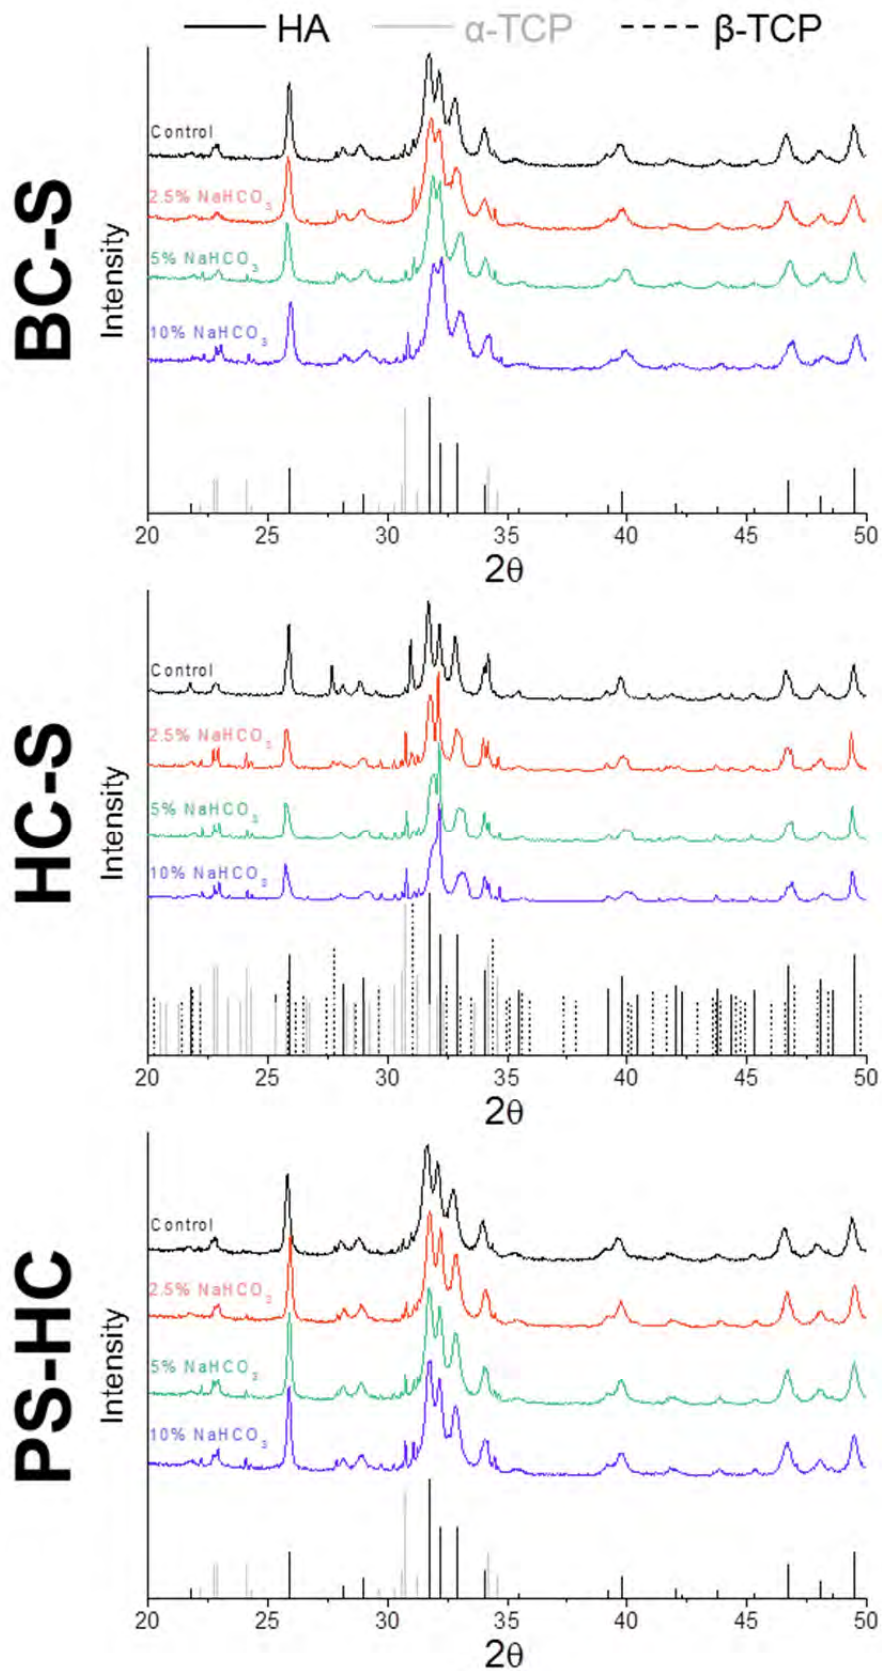 HA α-TCP β-TCP
BC-S
Intensity
Control
2.5% NaHCO₃
5% NaHCO₃
10% NaHCO₃
20 25 30 35 40 45 50
2θ
HC-S
Intensity
Control
2.5% NaHCO₃
5% NaHCO₃
10% NaHCO₃
20 25 30 35 40 45 50
2θ
PS-HC
Intensity
Control
2.5% NaHCO₃
5% NaHCO₃
10% NaHCO₃
20 25 30 35 40 45 50
2θ